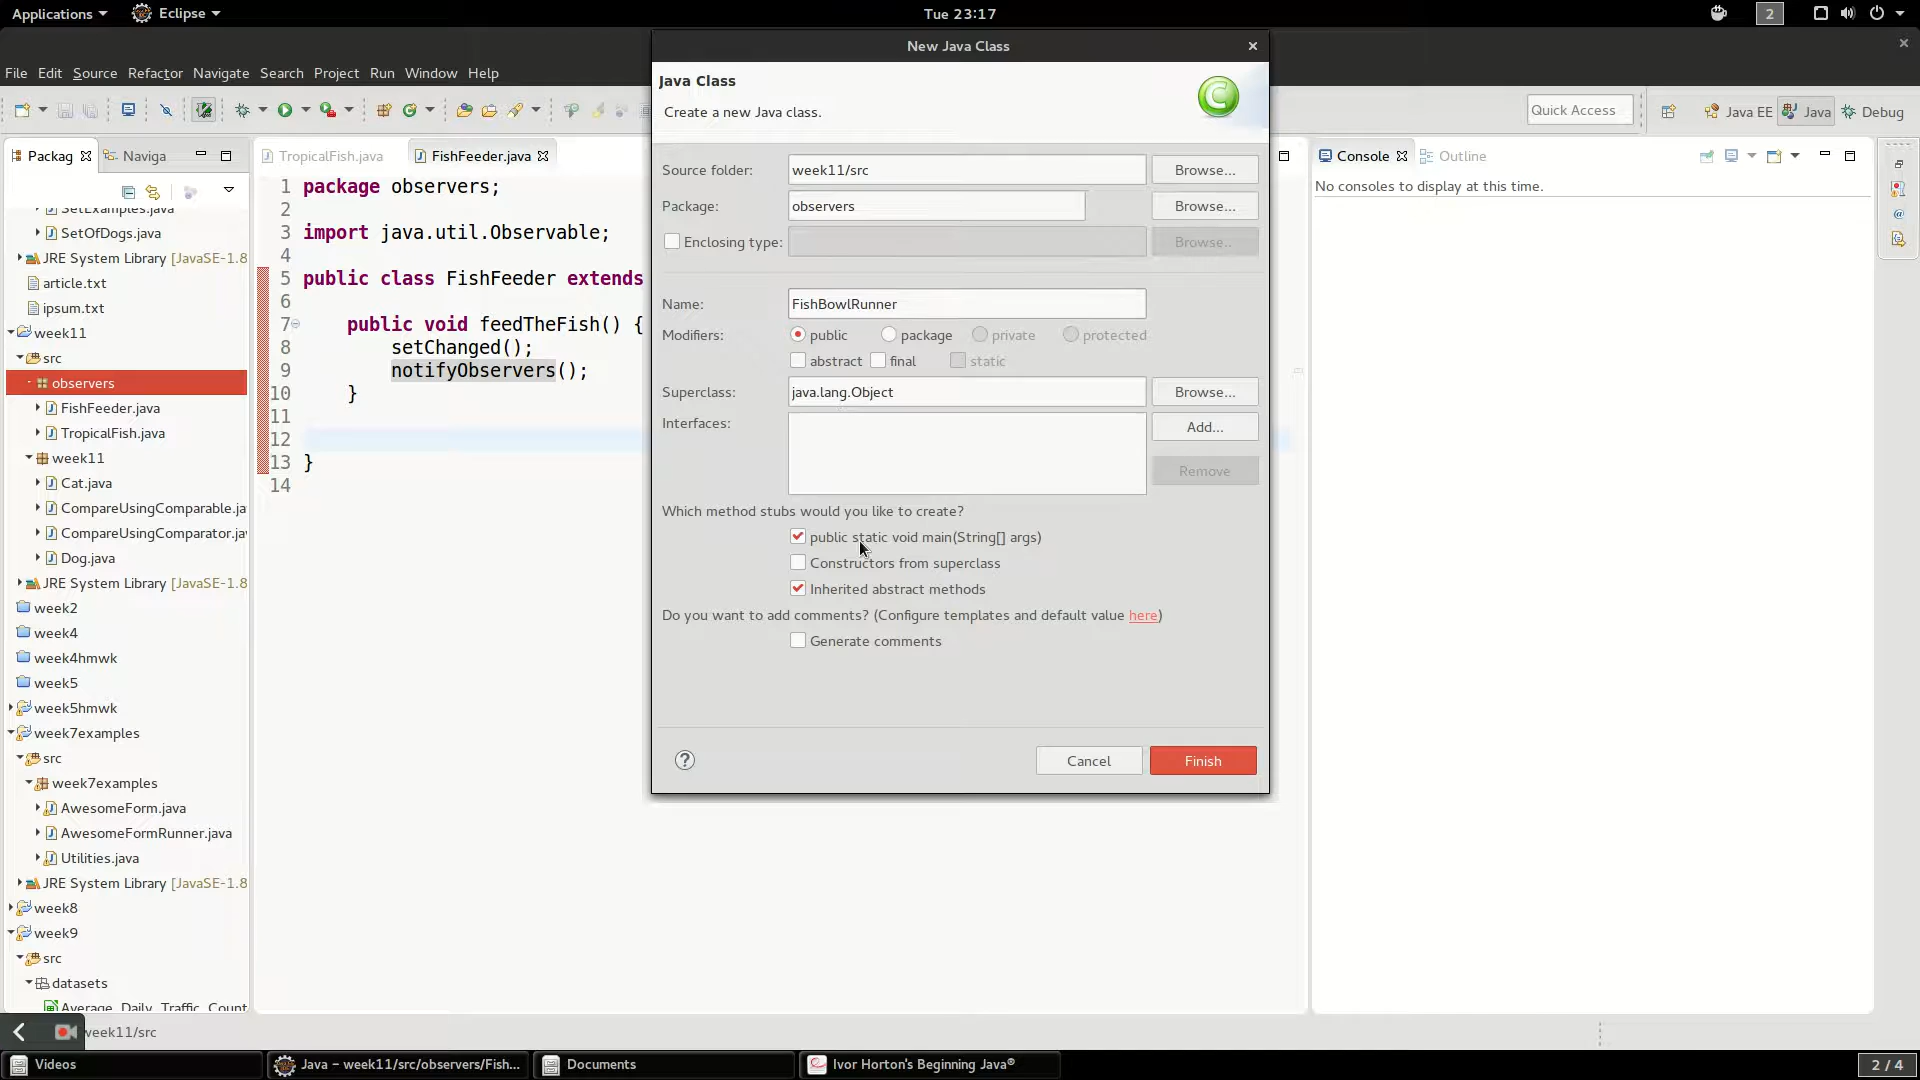 Applications
Eclipse
Tue 23:17
2
New Java Class
File Edit Source Refactor Navigate Search Project Run Window Help
Java Class
Create a new Java class.
Quick Access
Java EE
Java
Debug
Packag
Naviga
TropicalFish.java
FishFeeder.java
Console
Outline
No consoles to display at this time.
SetExamples.java
SetOfDogs.java
JRE System Library [JavaSE-1.8
article.txt
ipsum.txt
week11
src
observers
FishFeeder.java
TropicalFish.java
week11
Cat.java
CompareUsingComparable.ja
CompareUsingComparator.ja
Dog.java
JRE System Library [JavaSE-1.8
week2
week4
week4hmwk
week5
week5hmwk
week7examples
src
week7examples
AwesomeForm.java
AwesomeFormRunner.java
Utilities.java
JRE System Library [JavaSE-1.8
week8
week9
src
datasets
Average_Daily_Traffic_Count
1 package observers;
2
3 import java.util.Observable;
4
5 public class FishFeeder extends
6
7 public void feedTheFish() {
8 setChanged();
9 notifyObservers();
10 }
11
12
13 }
14
Source folder: week11/src Browse...
Package: observers Browse...
Enclosing type: Browse..
Name: FishBowlRunner
Modifiers: public package private protected
abstract final static
Superclass: java.lang.Object Browse...
Interfaces: Add...
Remove
Which method stubs would you like to create?
public static void main(String[] args)
Constructors from superclass
Inherited abstract methods
Do you want to add comments? (Configure templates and default value here)
Generate comments
? Cancel Finish
week11/src
Videos
Java – week11/src/observers/Fish...
Documents
Ivor Horton's Beginning Java®
2 / 4